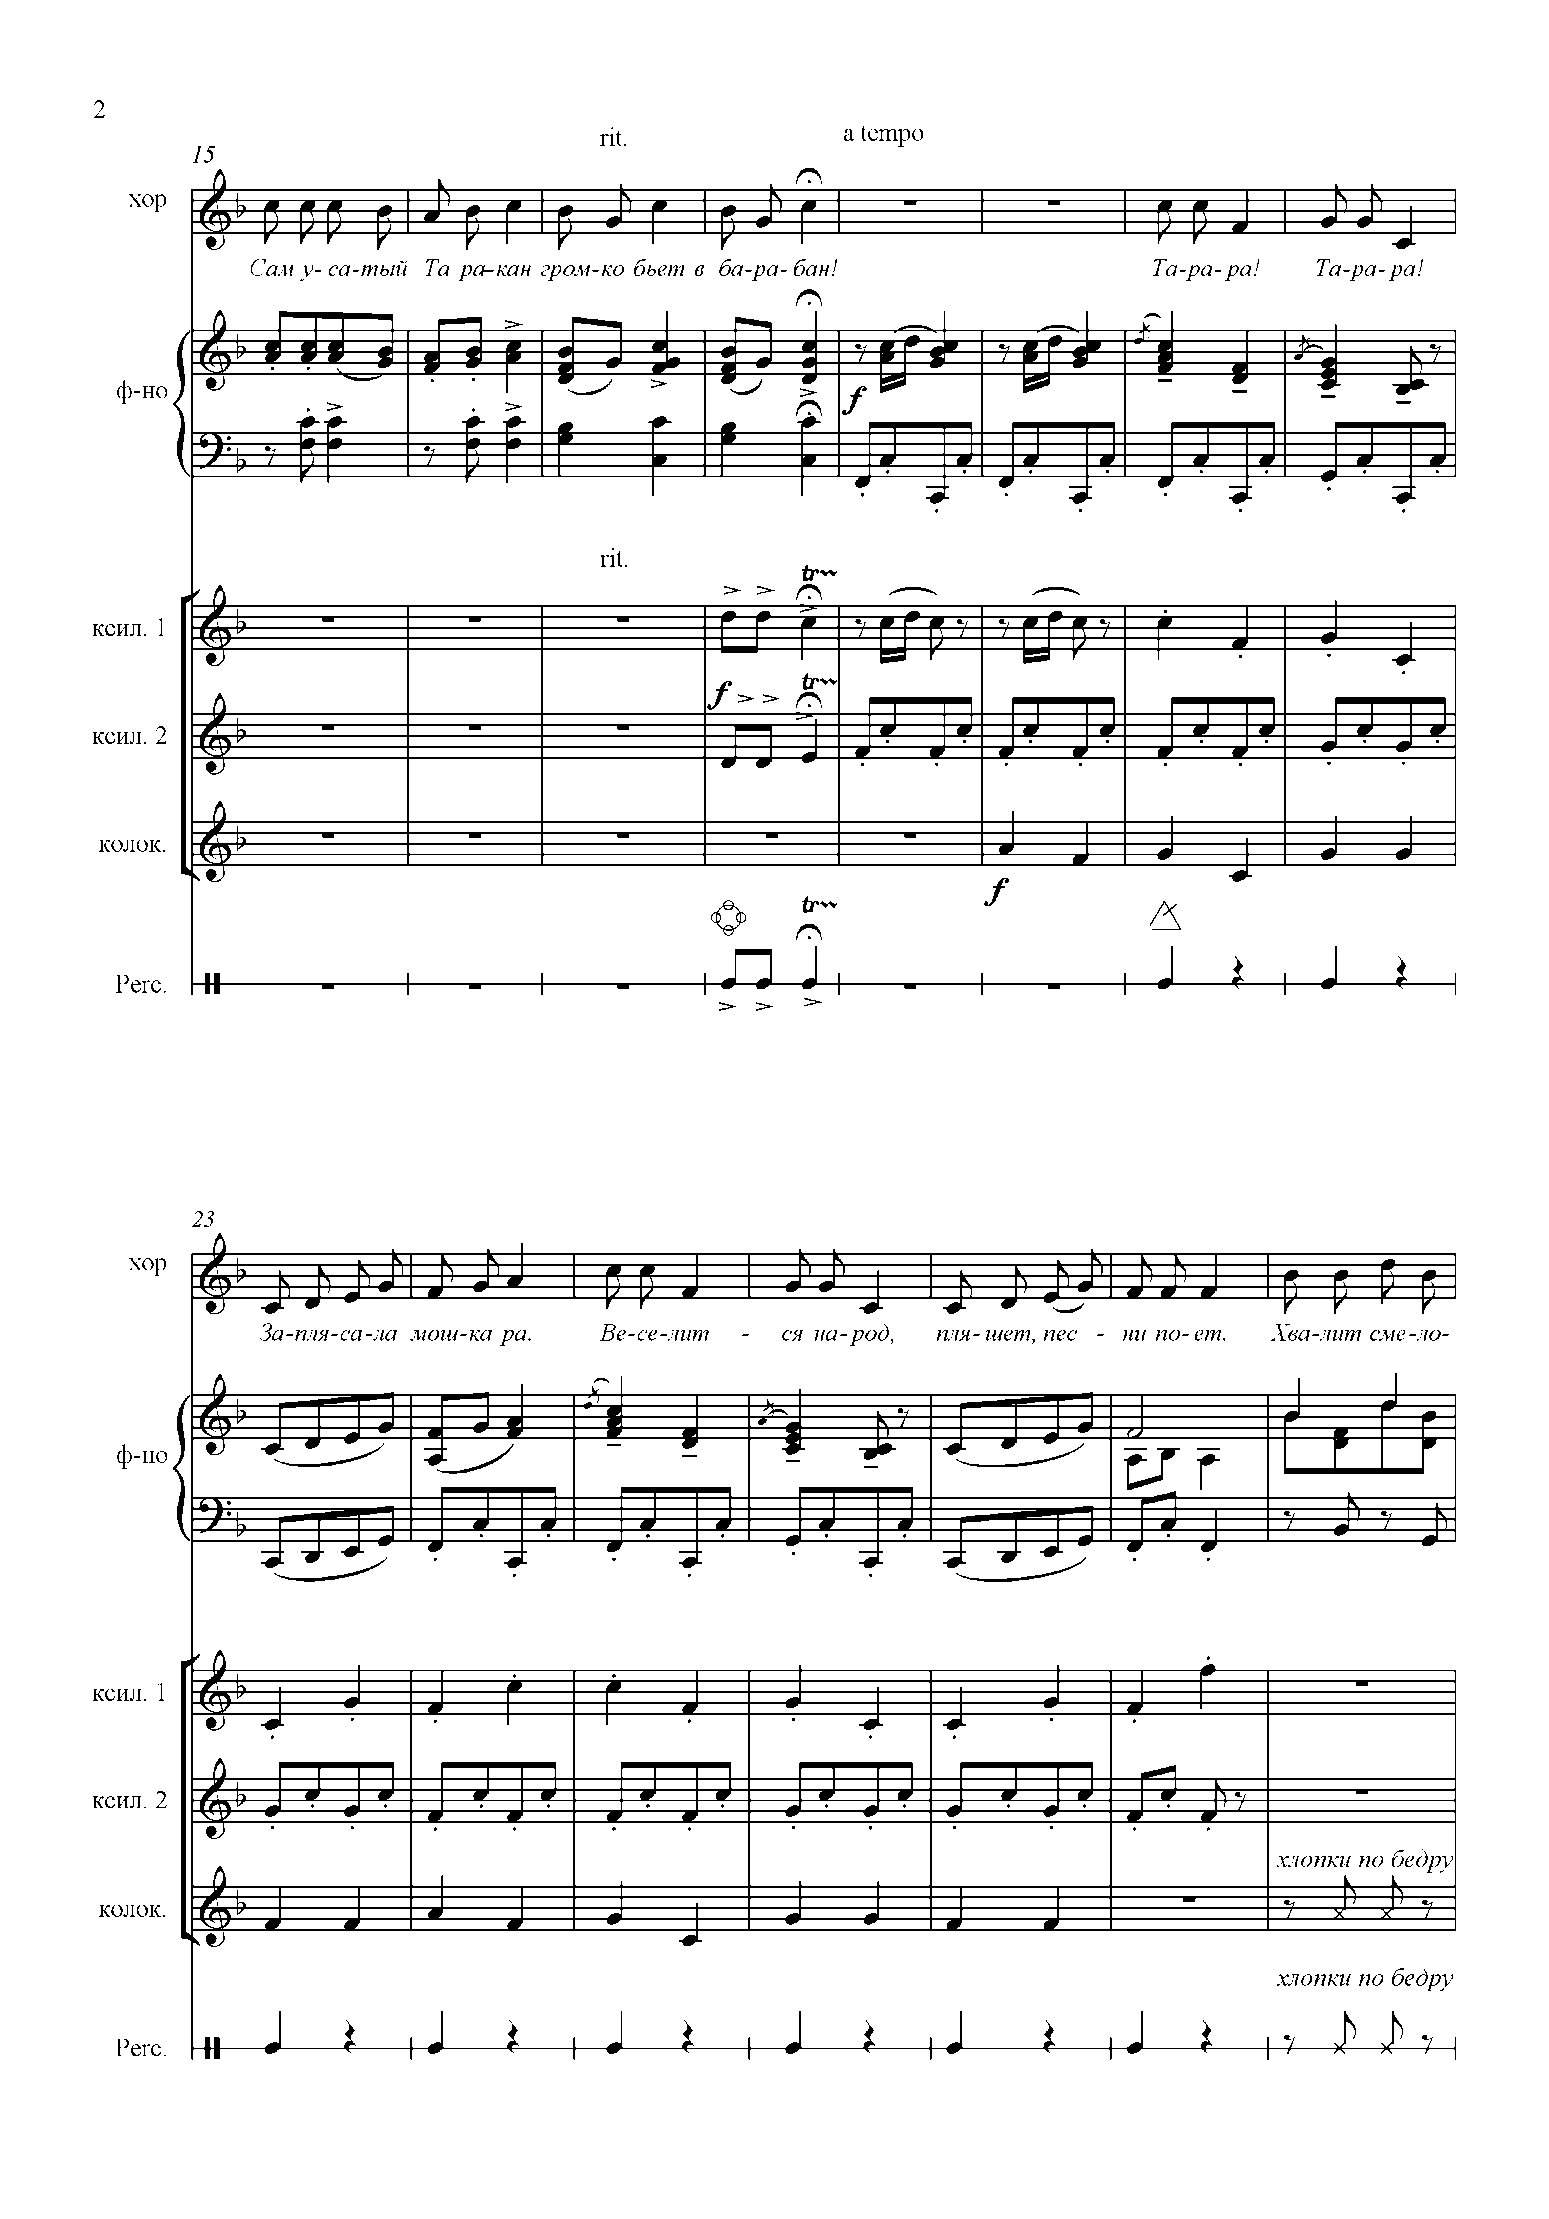 2
rit.
a tempo
15
хор
Сам у- са-тый Та ра-кан гром-ко бьет в ба-ра-бан! Та-ра-ра! Та-ра-ра!
ф-но
f
rit.
tr
ксил. 1
f
tr
ксил. 2
колок.
f
tr
Perc.
23
хор
За-пля-са-ла мош-ка ра. Ве-се-лит - ся на-род, пля-шет, пес - ни по-ет. Хва-лит сме-ло-
ф-но
ксил. 1
ксил. 2
хлопки по бедру
колок.
хлопки по бедру
Perc.